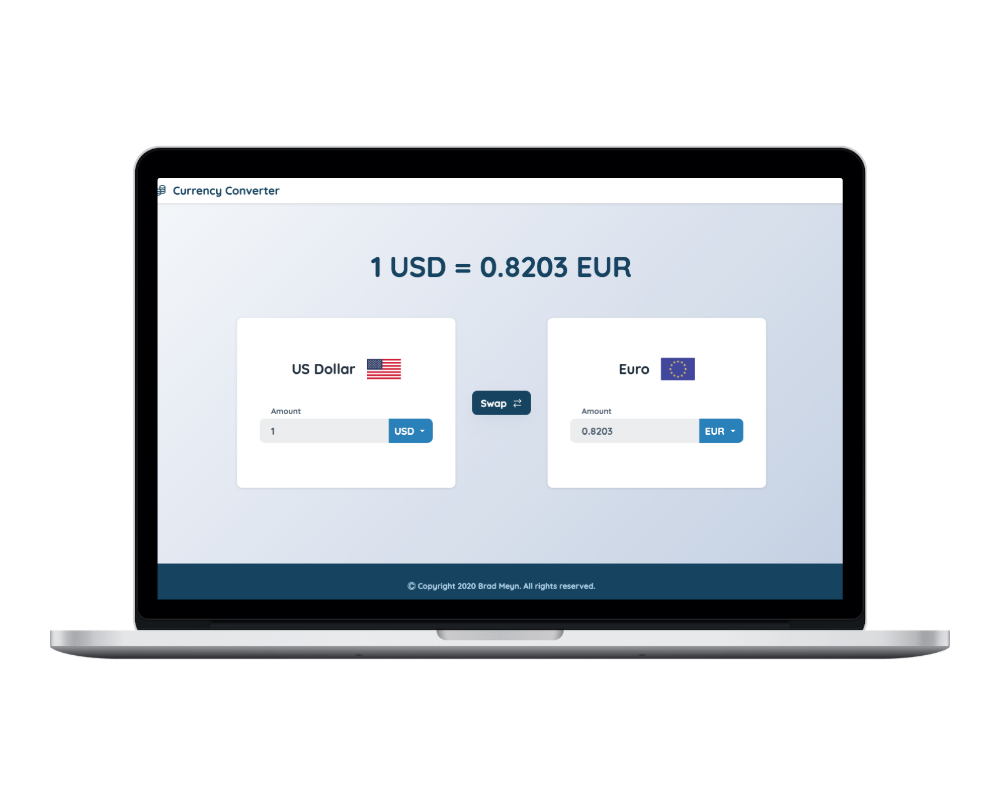 Currency Converter
1 USD = 0.8203 EUR
US Dollar
Amount
1
USD
Swap
Euro
Amount
0.8203
EUR
© Copyright 2020 Brad Meyn. All rights reserved.